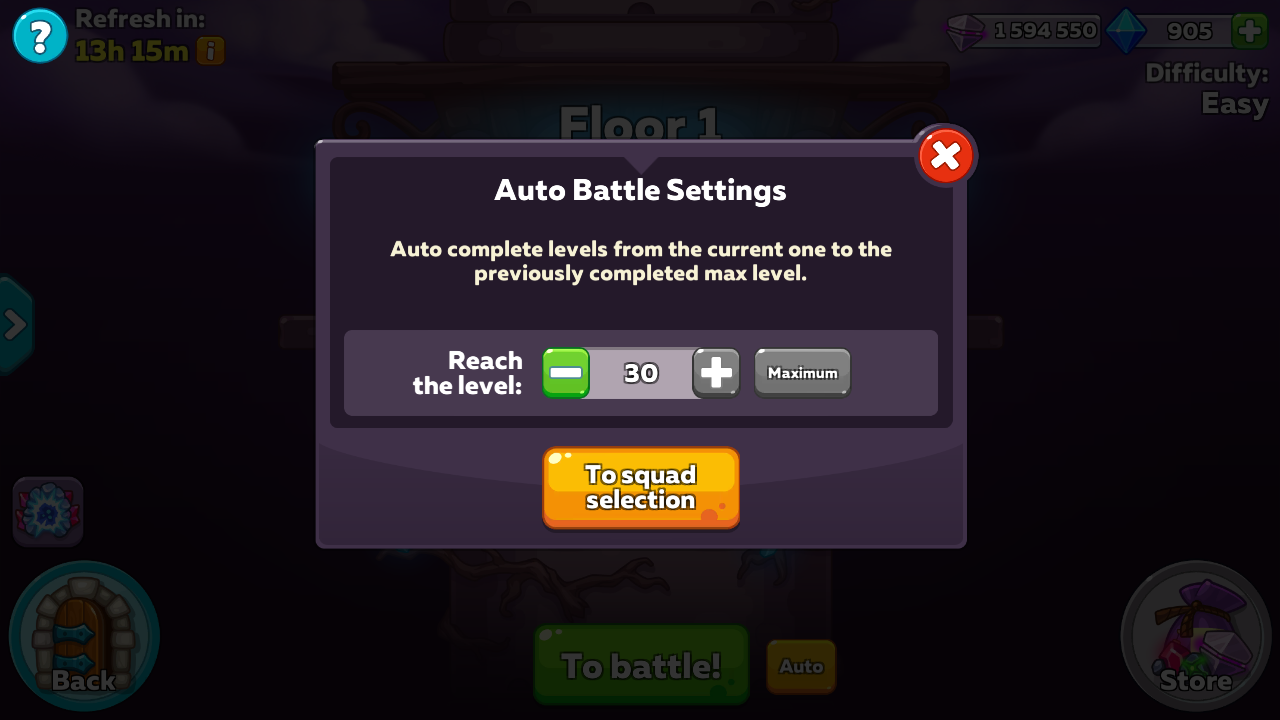 ?
Refresh in:
13h 15m
i
1 594 550
905
Difficulty:
Easy
Floor 1
Auto Battle Settings
Auto complete levels from the current one to the
previously completed max level.
Reach
the level:
30
Maximum
To squad
selection
To battle!
Auto
Back
Store